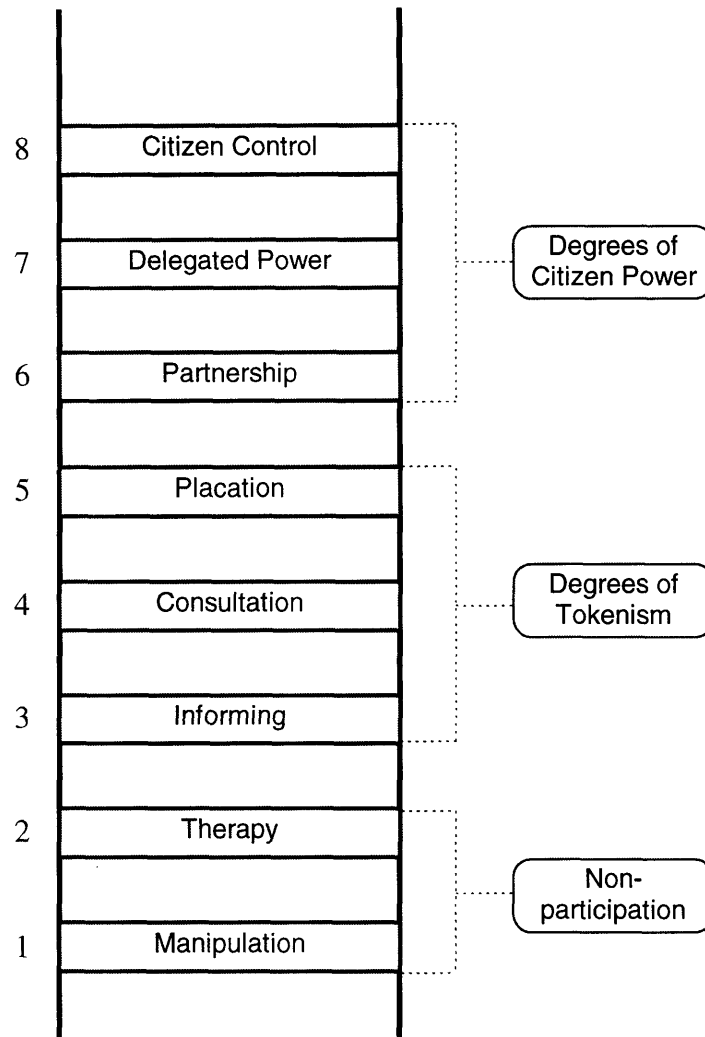 8 Citizen Control
7 Delegated Power
Degrees of
Citizen Power
6 Partnership
5 Placation
4 Consultation
Degrees of
Tokenism
3 Informing
2 Therapy
Non-
participation
1 Manipulation